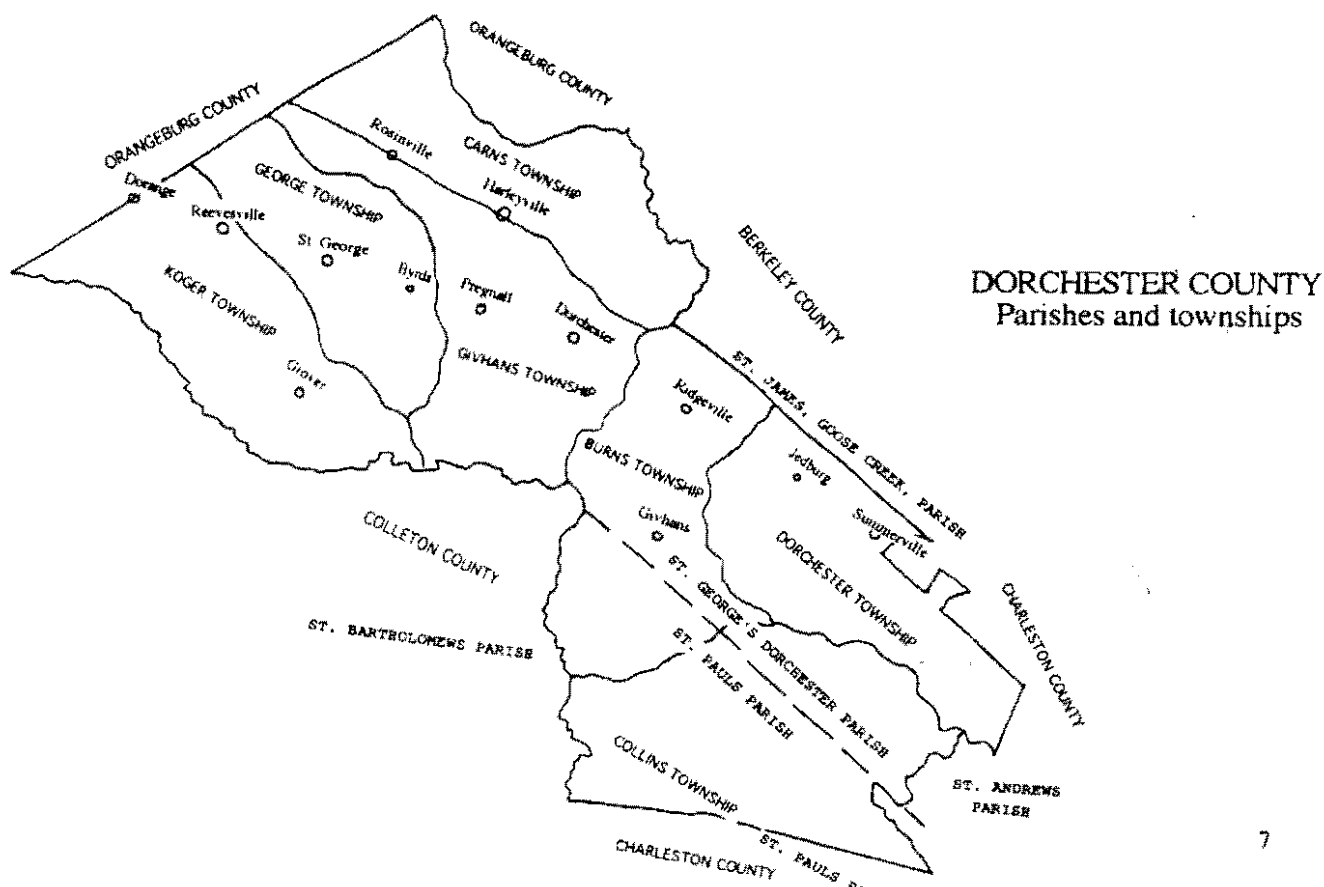 DORCHESTER COUNTY
Parishes and townships
ORANGEBURG COUNTY
ORANGEBURG COUNTY
Rosinville
CARNS TOWNSHIP
Harleyville
GEORGE TOWNSHIP
Dorange
Reevesville
St George
Byrds
Pregnall
Dorchester
KOGER TOWNSHIP
Grover
GIVHANS TOWNSHIP
BERKELEY COUNTY
ST. JAMES, GOOSE CREEK, PARISH
Ridgeville
Jedburg
Summerville
BURNS TOWNSHIP
Givhans
DORCHESTER TOWNSHIP
CHARLESTON COUNTY
COLLETON COUNTY
ST. BARTHOLOMEWS PARISH
ST. GEORGE'S DORCHESTER PARISH
ST. PAULS PARISH
COLLINS TOWNSHIP
ST. ANDREWS
PARISH
CHARLESTON COUNTY
ST. PAULS
7